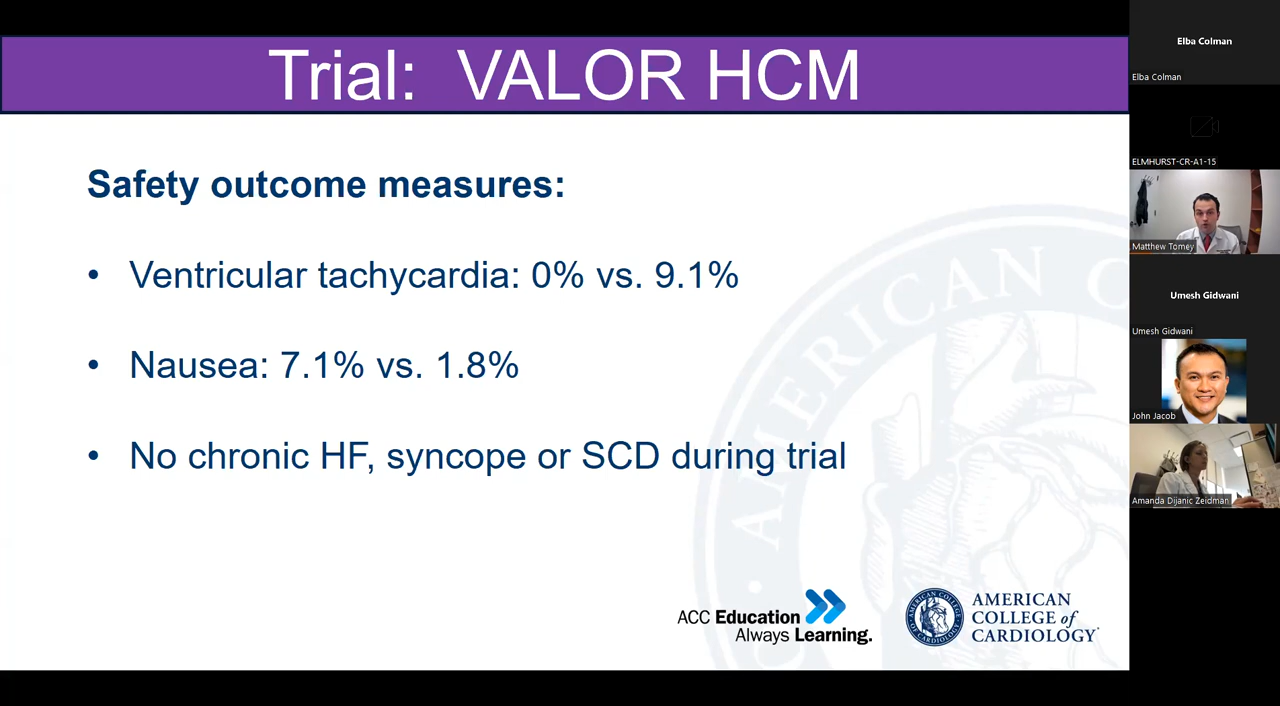 Trial: VALOR HCM
Safety outcome measures:
• Ventricular tachycardia: 0% vs. 9.1%
• Nausea: 7.1% vs. 1.8%
• No chronic HF, syncope or SCD during trial
ACC Education
Always Learning.
AMERICAN
COLLEGE of
CARDIOLOGY
AMERICAN C
Elba Colman
Elba Colman
ELMHURST-CR-A1-15
Matthew Tomey
Umesh Gidwani
Umesh Gidwani
John Jacob
Amanda Dijanic Zeidman